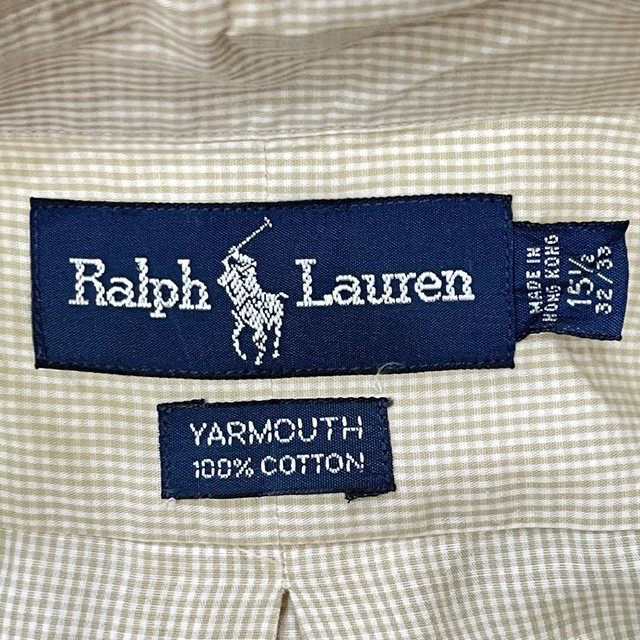 Ralph Lauren
MADE IN
HONG KONG
15½
32/33
YARMOUTH
100% COTTON